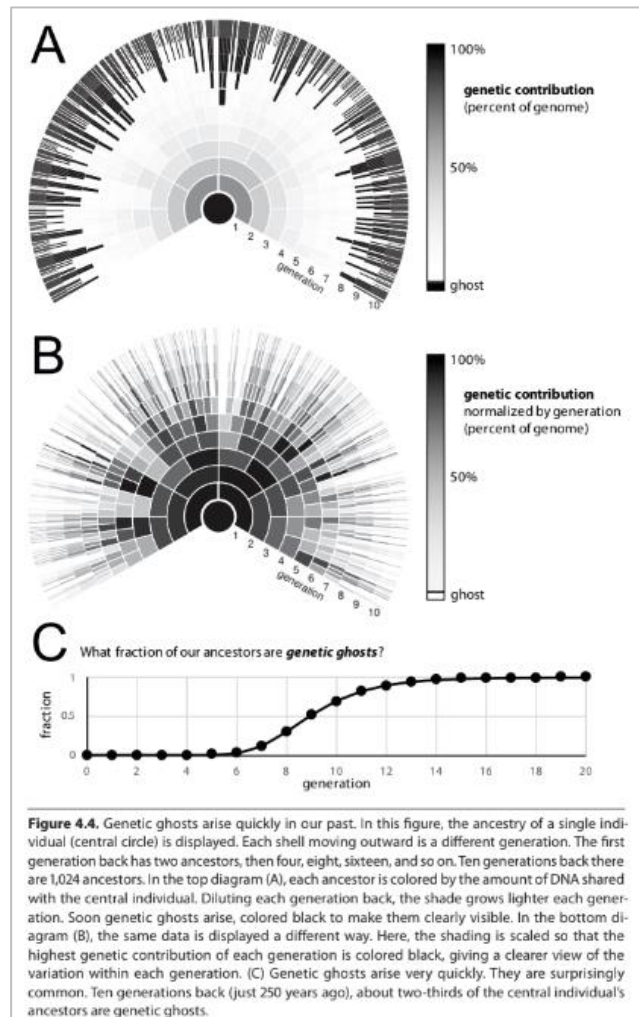 A
100%
genetic contribution
(percent of genome)
50%
ghost
1 2 3 4 5 6 7 8 9 10
generation
B
100%
genetic contribution
normalized by generation
(percent of genome)
50%
ghost
1 2 3 4 5 6 7 8 9 10
generation
C What fraction of our ancestors are genetic ghosts?
1
0.5
0
fraction
0 2 4 6 8 10 12 14 16 18 20
generation
Figure 4.4. Genetic ghosts arise quickly in our past. In this figure, the ancestry of a single indi-
vidual (central circle) is displayed. Each shell moving outward is a different generation. The first
generation back has two ancestors, then four, eight, sixteen, and so on. Ten generations back there
are 1,024 ancestors. In the top diagram (A), each ancestor is colored by the amount of DNA shared
with the central individual. Diluting each generation back, the shade grows lighter each gener-
ation. Soon genetic ghosts arise, colored black to make them clearly visible. In the bottom di-
agram (B), the same data is displayed a different way. Here, the shading is scaled so that the
highest genetic contribution of each generation is colored black, giving a clearer view of the
variation within each generation. (C) Genetic ghosts arise very quickly. They are surprisingly
common. Ten generations back (just 250 years ago), about two-thirds of the central individual's
ancestors are genetic ghosts.